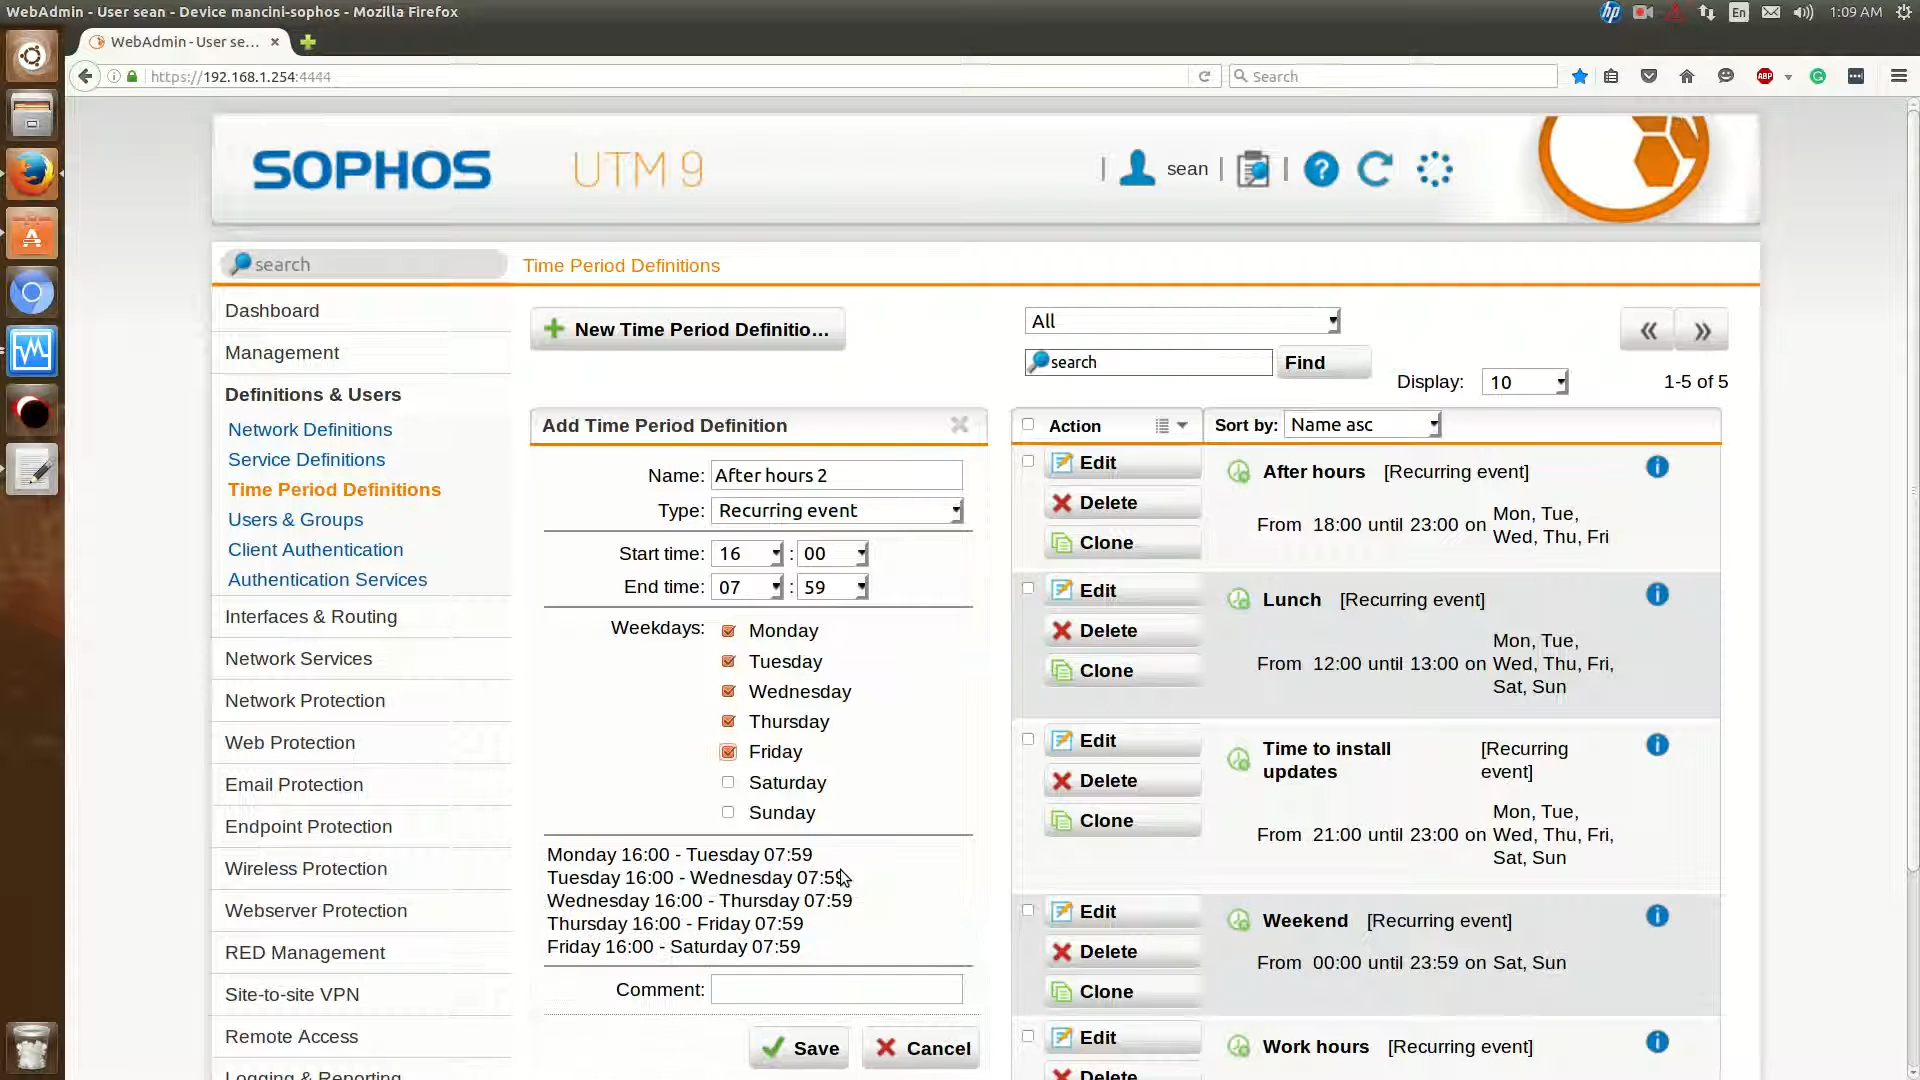 WebAdmin - User sean - Device mancini-sophos - Mozilla Firefox
hp
En
1:09 AM
WebAdmin - User se...
https://192.168.1.254:4444
Search
ABP
SOPHOS UTM 9
sean
search
Time Period Definitions
Dashboard
Management
Definitions & Users
Network Definitions
Service Definitions
Time Period Definitions
Users & Groups
Client Authentication
Authentication Services
Interfaces & Routing
Network Services
Network Protection
Web Protection
Email Protection
Endpoint Protection
Wireless Protection
Webserver Protection
RED Management
Site-to-site VPN
Remote Access
Logging & Reporting
New Time Period Definitio...
All
search
Find
Display: 10
1-5 of 5
Add Time Period Definition
Name: After hours 2
Type: Recurring event
Start time: 16 : 00
End time: 07 : 59
Weekdays: Monday
Tuesday
Wednesday
Thursday
Friday
Saturday
Sunday
Monday 16:00 - Tuesday 07:59
Tuesday 16:00 - Wednesday 07:59
Wednesday 16:00 - Thursday 07:59
Thursday 16:00 - Friday 07:59
Friday 16:00 - Saturday 07:59
Comment:
Save
Cancel
Action
Sort by: Name asc
Edit
Delete
Clone
After hours [Recurring event]
From 18:00 until 23:00 on Mon, Tue,
Wed, Thu, Fri
Edit
Delete
Clone
Lunch [Recurring event]
From 12:00 until 13:00 on Mon, Tue,
Wed, Thu, Fri,
Sat, Sun
Edit
Delete
Clone
Time to install
updates
[Recurring
event]
From 21:00 until 23:00 on Mon, Tue,
Wed, Thu, Fri,
Sat, Sun
Edit
Delete
Clone
Weekend [Recurring event]
From 00:00 until 23:59 on Sat, Sun
Edit
Delete
Work hours [Recurring event]